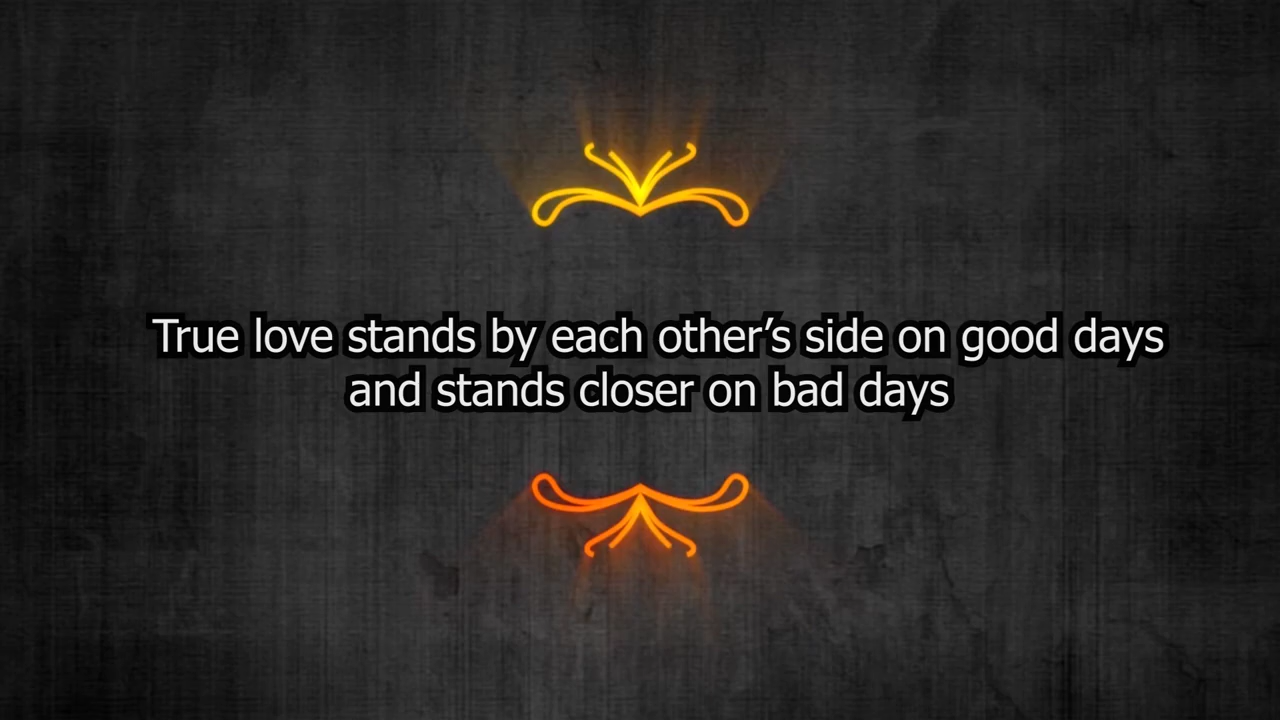 True love stands by each other’s side on good days
and stands closer on bad days